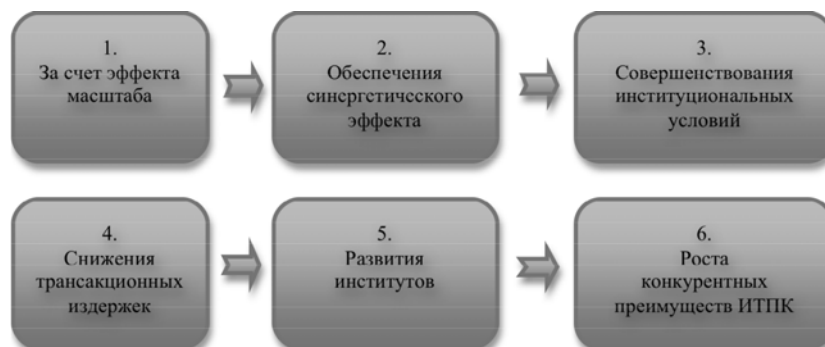 1.
За счет эффекта
масштаба
2.
Обеспечения
синергетического
эффекта
3.
Совершенствования
институциональных
условий
4.
Снижения
трансакционных
издержек
5.
Развития
институтов
6.
Роста
конкурентных
преимуществ ИТПК